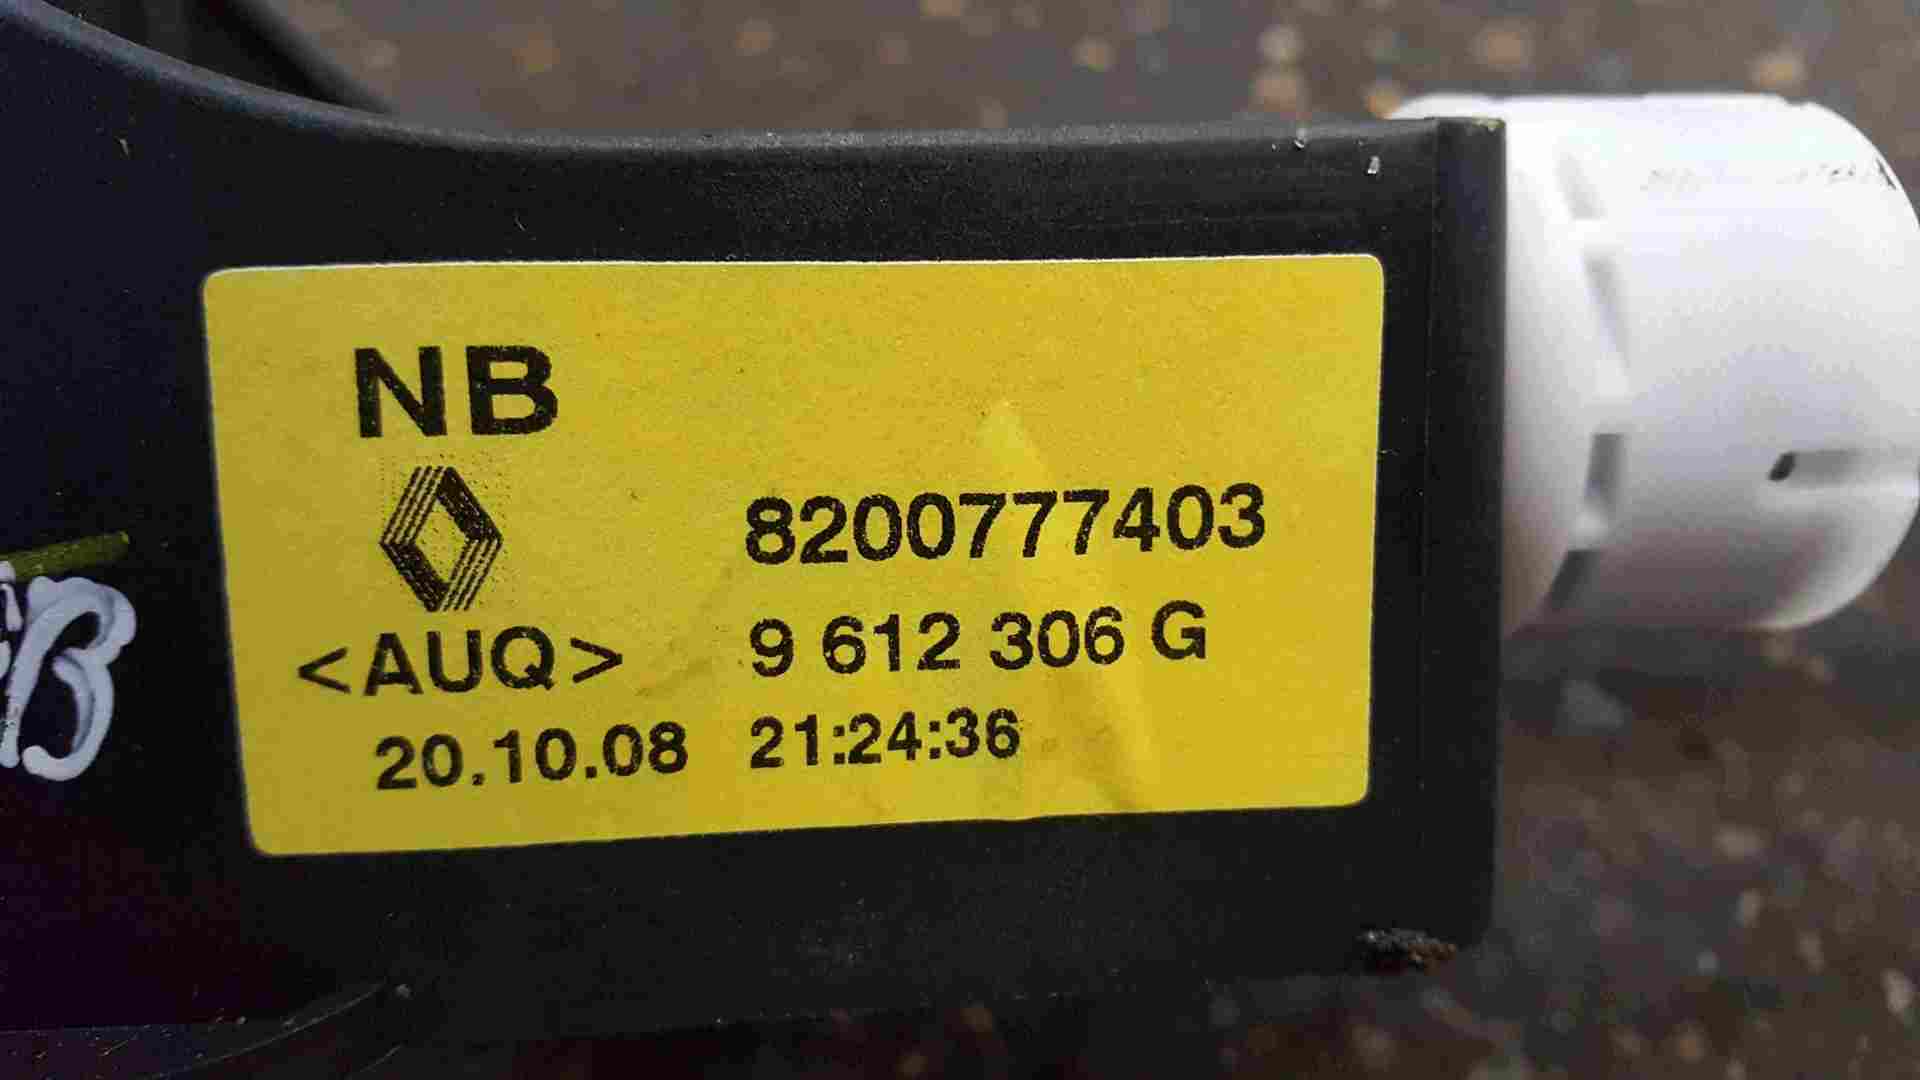 NB
8200777403
<AUQ> 9 612 306 G
20.10.08 21:24:36
B